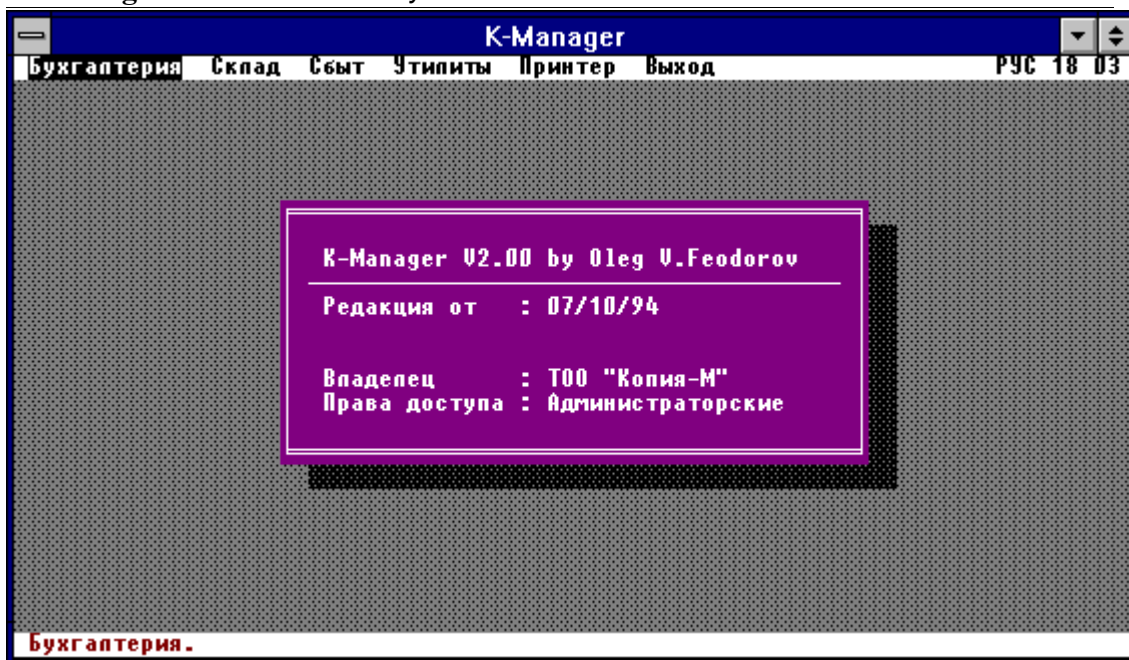 K-Manager
Бухгалтерия Склад Сбыт Утилиты Принтер Выход РУС 18 03
K-Manager V2.00 by Oleg V.Feodorov
Редакция от : 07/10/94
Владелец : ТОО "Копия-М"
Права доступа : Администраторские
Бухгалтерия.